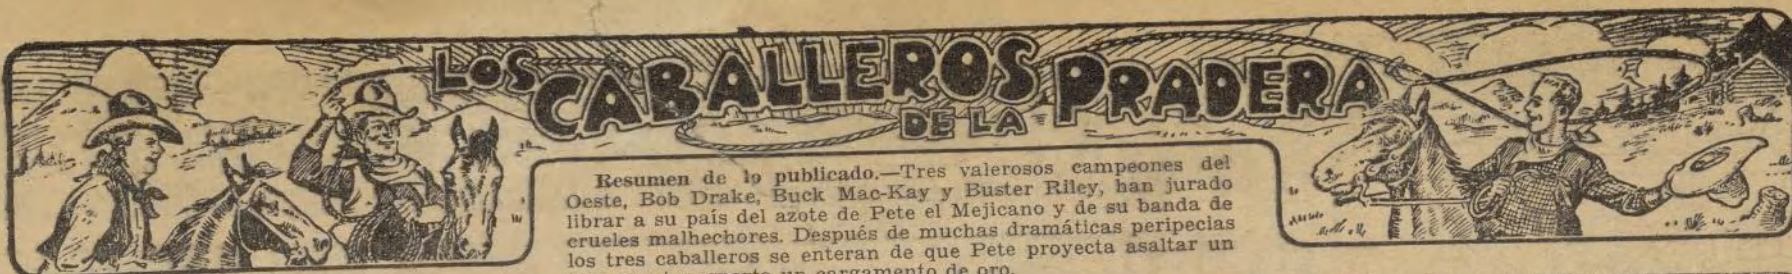 LOS CABALLEROS DE LA PRADERA
Resumen de lo publicado.—Tres valerosos campeones del
Oeste, Bob Drake, Buck Mac-Kay y Buster Riley, han jurado
librar a su país del azote de Pete el Mejicano y de su banda de
crueles malhechores. Después de muchas dramáticas peripecias
los tres caballeros se enteran de que Pete proyecta asaltar un
un cargamento de oro.